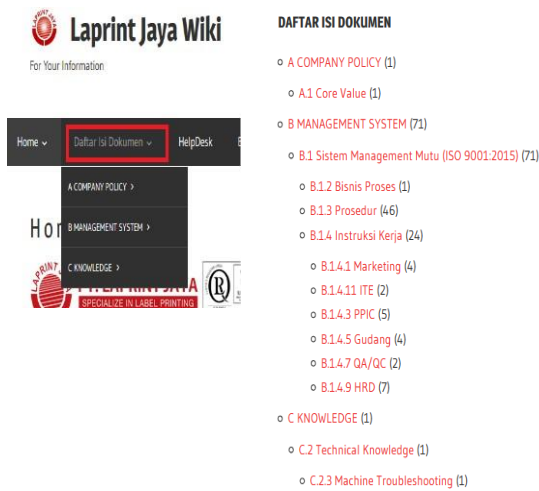 Laprint Jaya Wiki
For Your Information
Home
Daftar Isi Dokumen
HelpDesk
A COMPANY POLICY >
B MANAGEMENT SYSTEM >
C KNOWLEDGE >
Hor
LAPRINT
JAYA
SPECIALIZE IN LABEL PRINTING
R
DAFTAR ISI DOKUMEN
A COMPANY POLICY (1)
A.1 Core Value (1)
B MANAGEMENT SYSTEM (71)
B.1 Sistem Management Mutu (ISO 9001:2015) (71)
B.1.2 Bisnis Proses (1)
B.1.3 Prosedur (46)
B.1.4 Instruksi Kerja (24)
B.1.4.1 Marketing (4)
B.1.4.11 ITE (2)
B.1.4.3 PPIC (5)
B.1.4.5 Gudang (4)
B.1.4.7 QA/QC (2)
B.1.4.9 HRD (7)
C KNOWLEDGE (1)
C.2 Technical Knowledge (1)
C.2.3 Machine Troubleshooting (1)